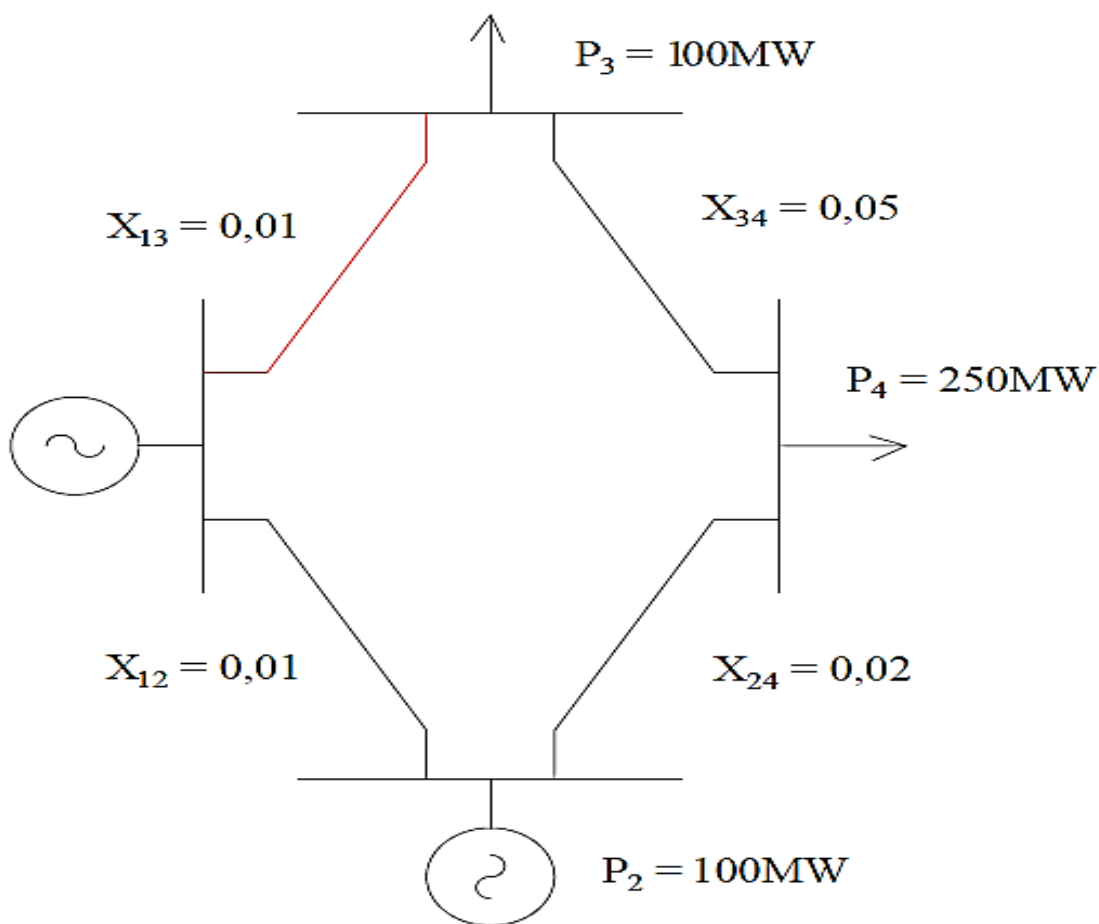 P₃ = 100MW
X₁₃ = 0,01
X₃₄ = 0,05
P₄ = 250MW
X₁₂ = 0,01
X₂₄ = 0,02
P₂ = 100MW